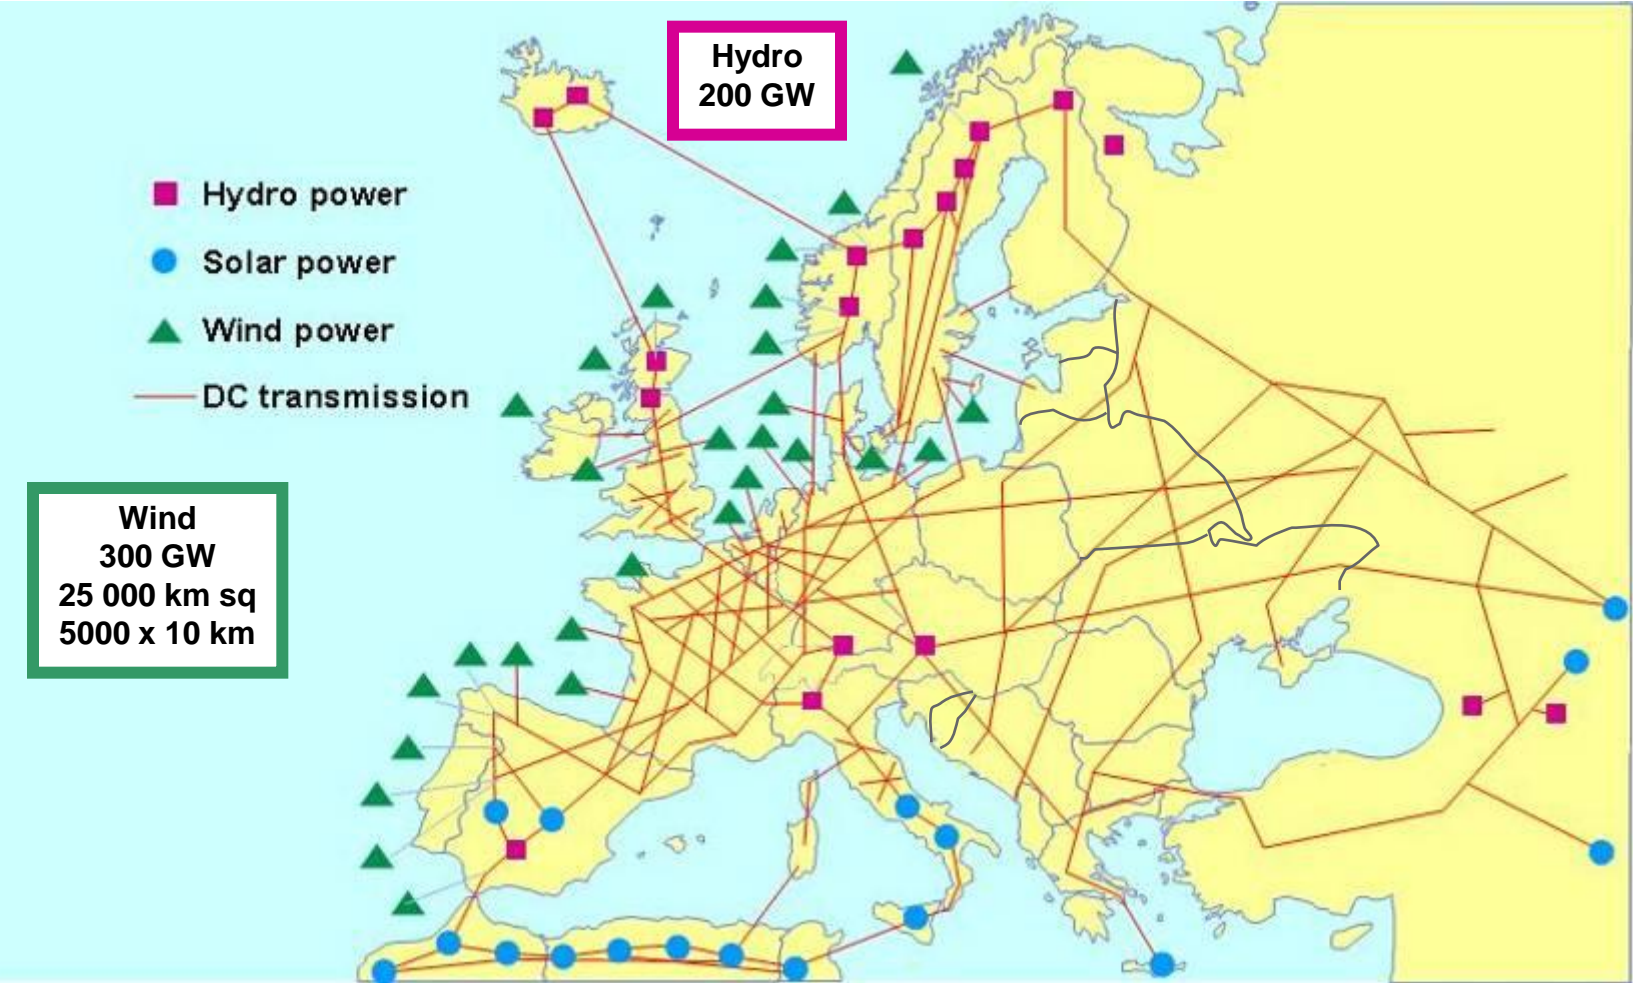 Hydro
200 GW
Hydro power
Solar power
Wind power
DC transmission
Wind
300 GW
25 000 km sq
5000 x 10 km